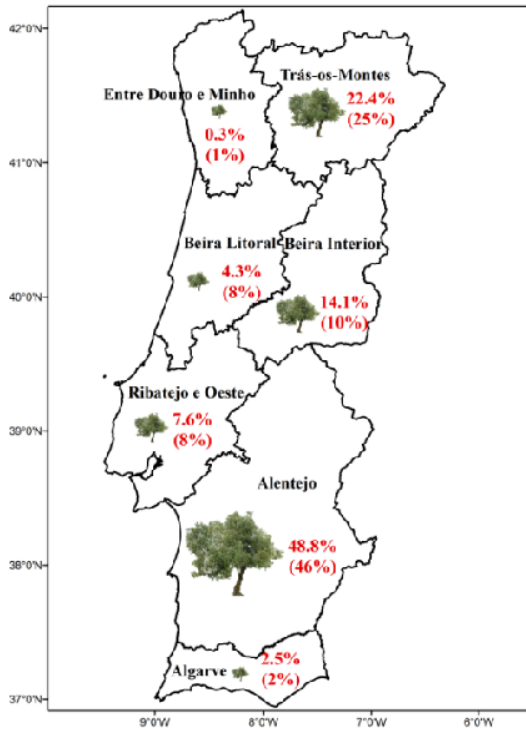 42°0'N
Trás-os-Montes
Entre Douro e Minho
22.4%
(25%)
0.3%
(1%)
41°0'N
Beira Litoral
Beira Interior
4.3%
(8%)
40°0'N
14.1%
(10%)
Ribatejo e Oeste
7.6%
(8%)
39°0'N
Alentejo
48.8%
(46%)
38°0'N
2.5%
(2%)
Algarve
37°0'N
9°0'W
8°0'W
7°0'W
6°0'W